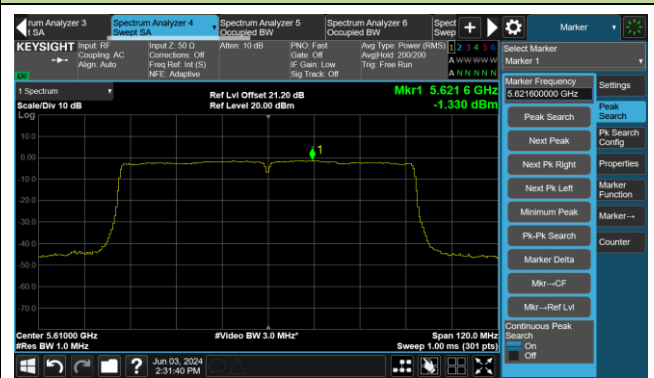 rum Analyzer 3
t SA
Spectrum Analyzer 4
Swept SA
Spectrum Analyzer 5
Occupied BW
Spectrum Analyzer 6
Occupied BW
Spect
Swep
Marker
KEYSIGHT
Input: RF
Coupling: AC
Align: Auto
Input Z: 50 Ω
Corrections: Off
Freq Ref: Int (S)
NFE: Adaptive
Atten: 10 dB
PNO: Fast
Gate: Off
IF Gain: Low
Sig Track: Off
Avg Type: Power (RMS)
Avg|Hold: 200/200
Trig: Free Run
1 2 3 4 5 6
A W W W W W
A N N N N N
LXI
Select Marker
Marker 1
1 Spectrum
Scale/Div 10 dB
Log
Ref Lvl Offset 21.20 dB
Ref Level 20.00 dBm
Mkr1 5.621 6 GHz
-1.330 dBm
1
10.0
0.00
-10.0
-20.0
-30.0
-40.0
-50.0
-60.0
-70.0
Center 5.61000 GHz
#Res BW 1.0 MHz
#Video BW 3.0 MHz*
Span 120.0 MHz
Sweep 1.00 ms (301 pts)
Marker Frequency
5.621600000 GHz
Peak Search
Next Peak
Next Pk Right
Next Pk Left
Minimum Peak
Pk-Pk Search
Marker Delta
Mkr→CF
Mkr→Ref Lvl
Continuous Peak
Search
On
Off
Settings
Peak
Search
Pk Search
Config
Properties
Marker
Function
Marker→
Counter
?
Jun 03, 2024
2:31:40 PM